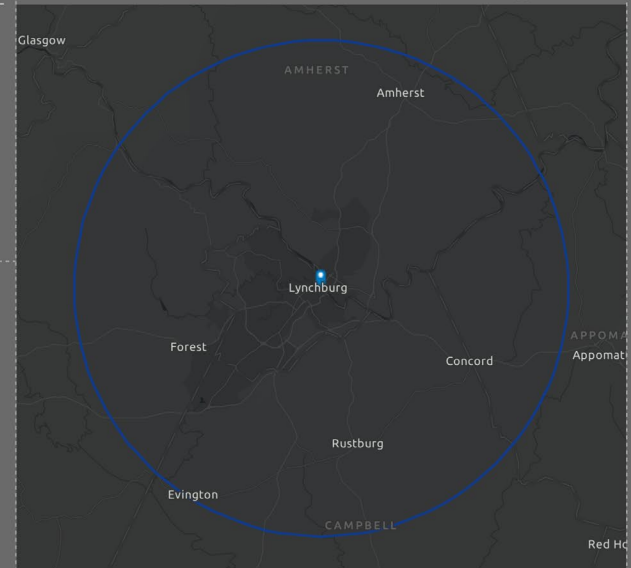 Glasgow
AMHERST
Amherst
Lynchburg
APPOMA
Forest
Appomat
Concord
Rustburg
Evington
CAMPBELL
Red Ho